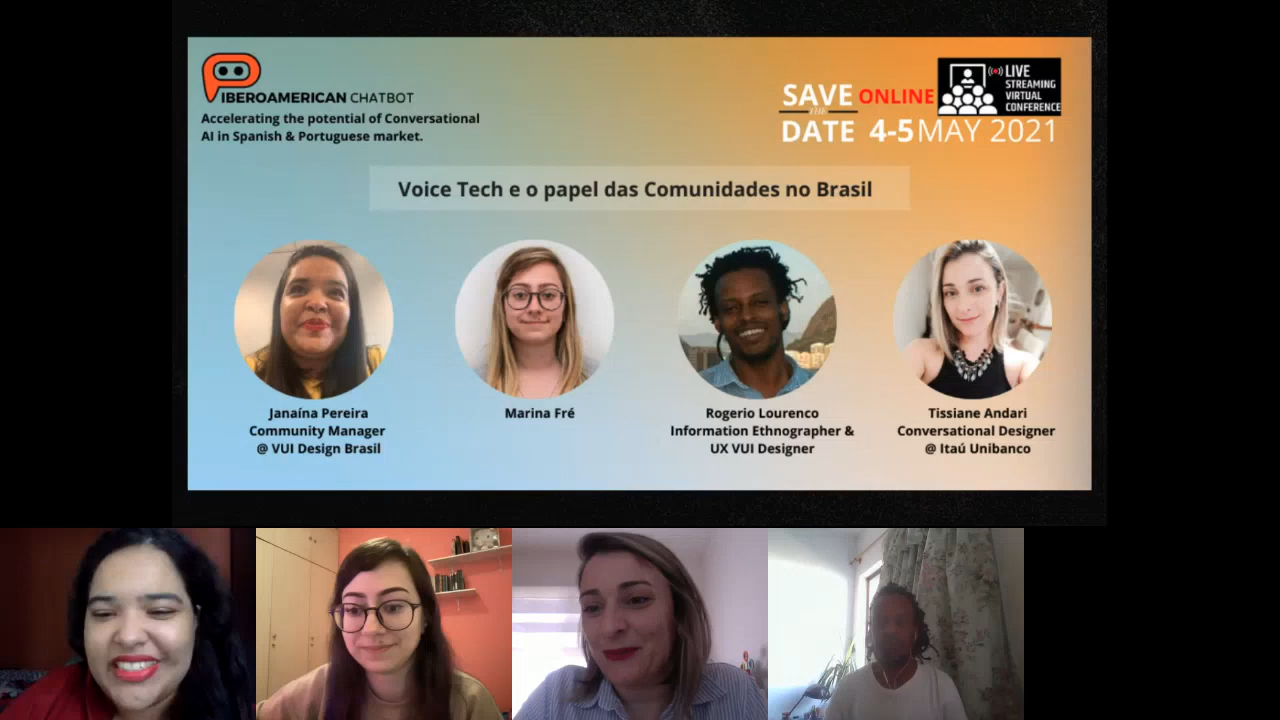 IBEROAMERICAN CHATBOT
Accelerating the potential of Conversational
AI in Spanish & Portuguese market.
SAVE
THE
DATE
ONLINE
4-5 MAY 2021
LIVE
STREAMING
VIRTUAL
CONFERENCE
Voice Tech e o papel das Comunidades no Brasil
Janaína Pereira
Community Manager
@ VUI Design Brasil
Marina Fré
Rogerio Lourenco
Information Ethnographer &
UX VUI Designer
Tissiane Andari
Conversational Designer
@ Itaú Unibanco